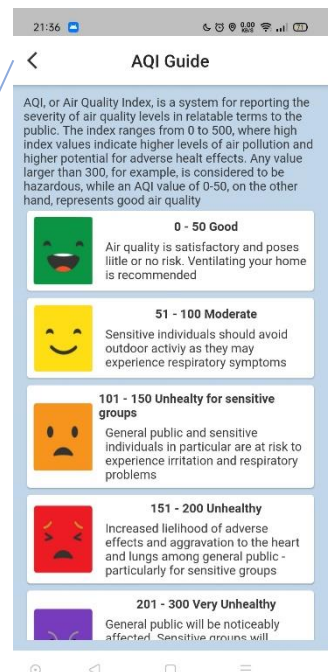 21:36
0.00
KB/S
73
AQI Guide
AQI, or Air Quality Index, is a system for reporting the
severity of air quality levels in relatable terms to the
public. The index ranges from 0 to 500, where high
index values indicate higher levels of air pollution and
higher potential for adverse healt effects. Any value
larger than 300, for example, is considered to be
hazardous, while an AQI value of 0-50, on the other
hand, represents good air quality
0 - 50 Good
Air quality is satisfactory and poses
liitle or no risk. Ventilating your home
is recommended
51 - 100 Moderate
Sensitive individuals should avoid
outdoor activiy as they may
experience respiratory symptoms
101 - 150 Unhealty for sensitive
groups
General public and sensitive
individuals in particular are at risk to
experience irritation and respiratory
problems
151 - 200 Unhealthy
Increased lielihood of adverse
effects and aggravation to the heart
and lungs among general public -
particularly for sensitive groups
201 - 300 Very Unhealthy
General public will be noticeably
affected. Sensitive groups will